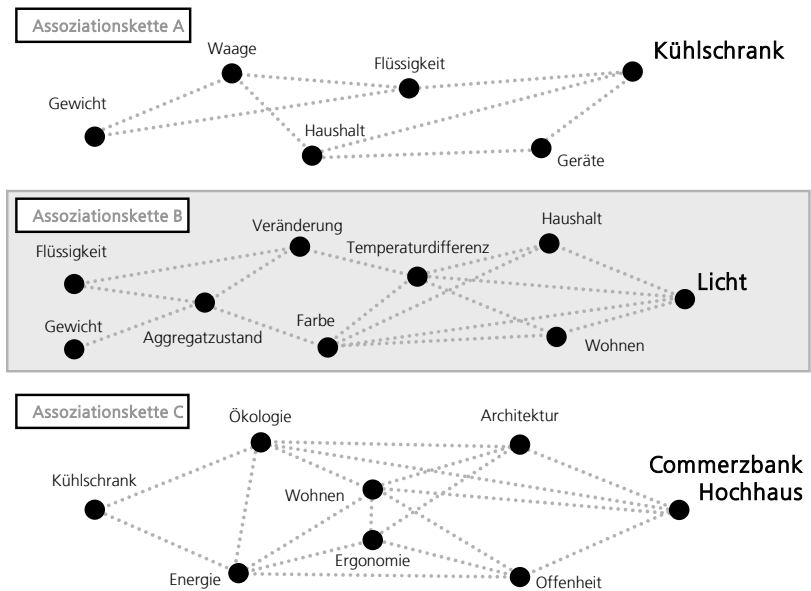 Assoziationskette A
Waage
Kühlschrank
Flüssigkeit
Gewicht
Haushalt
Geräte
Assoziationskette B
Veränderung
Haushalt
Temperaturdifferenz
Flüssigkeit
Licht
Farbe
Gewicht
Aggregatzustand
Wohnen
Assoziationskette C
Ökologie
Architektur
Commerzbank
Hochhaus
Kühlschrank
Wohnen
Ergonomie
Energie
Offenheit